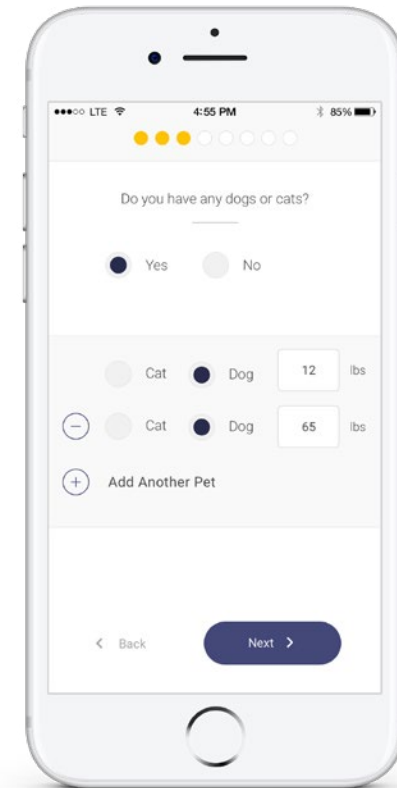 LTE 4:55 PM 85%
Do you have any dogs or cats?
Yes No
Cat Dog 12 lbs
Cat Dog 65 lbs
Add Another Pet
Back Next